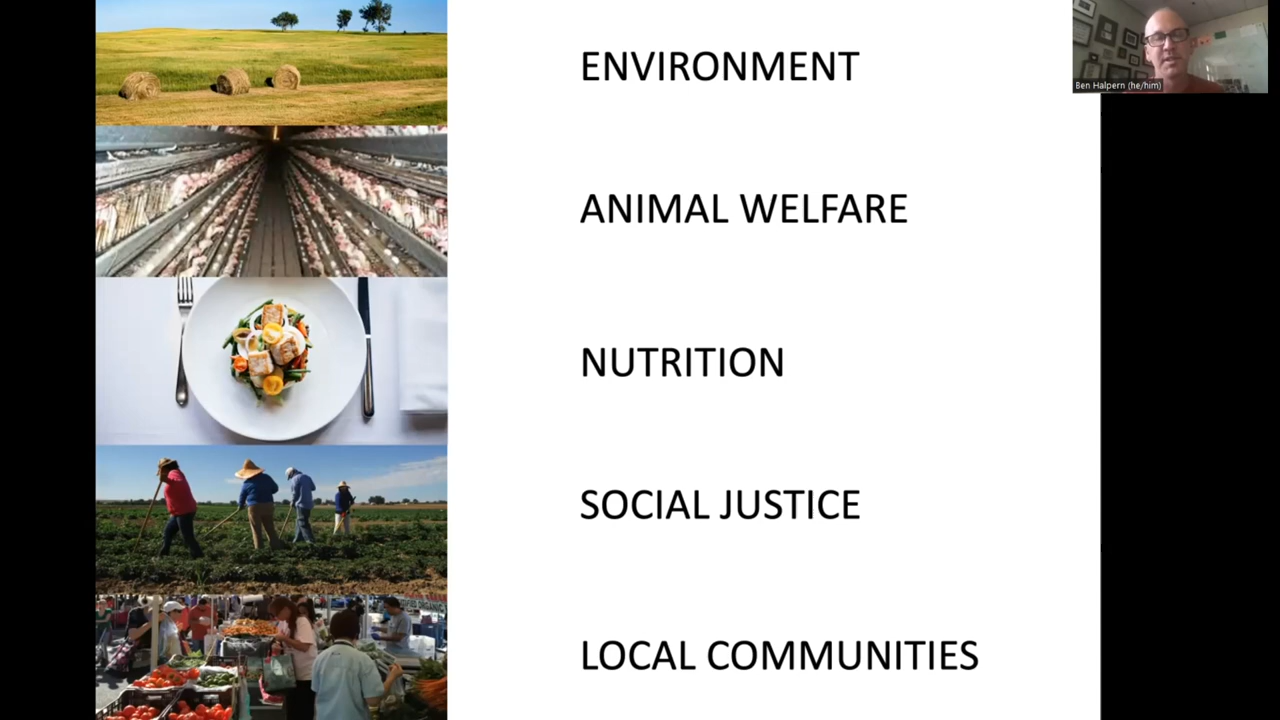 ENVIRONMENT
Ben Halpern (he/him)
ANIMAL WELFARE
NUTRITION
SOCIAL JUSTICE
LOCAL COMMUNITIES